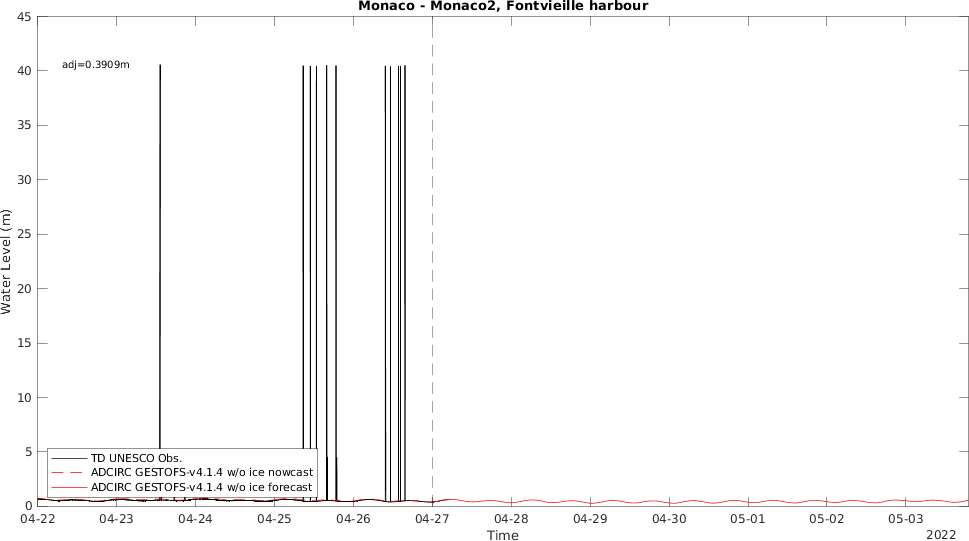 Monaco - Monaco2, Fontvieille harbour
45
40
35
30
25
20
15
10
5
0
Water Level (m)
adj=0.3909m
TD UNESCO Obs.
ADCIRC GESTOFS-v4.1.4 w/o ice nowcast
ADCIRC GESTOFS-v4.1.4 w/o ice forecast
04-22 04-23 04-24 04-25 04-26 04-27 04-28 04-29 04-30 05-01 05-02 05-03
Time
2022